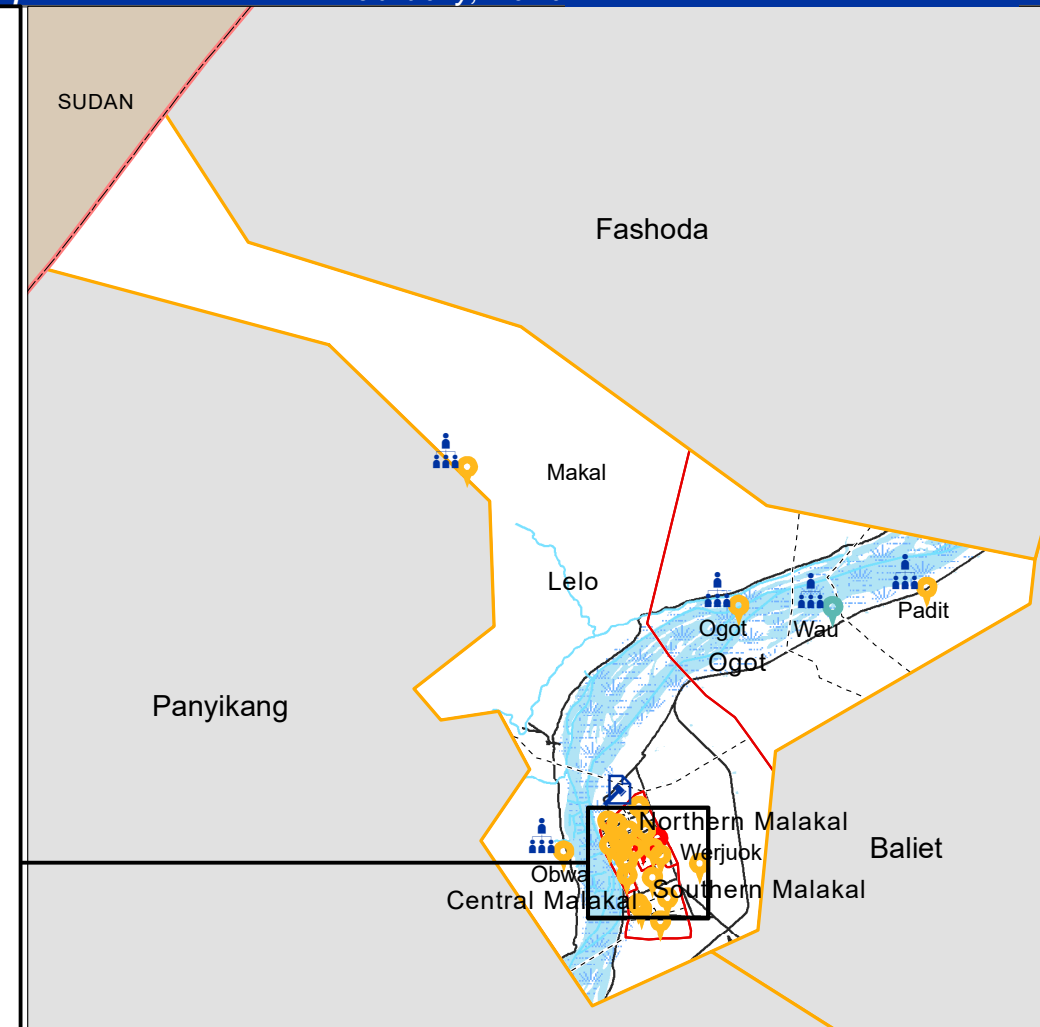 SUDAN
Fashoda
Makal
Lelo
Ogot
Wau
Padit
Ogot
Panyikang
Northern Malakal
Werjuok
Baliet
Obwa
Southern Malakal
Central Malakal